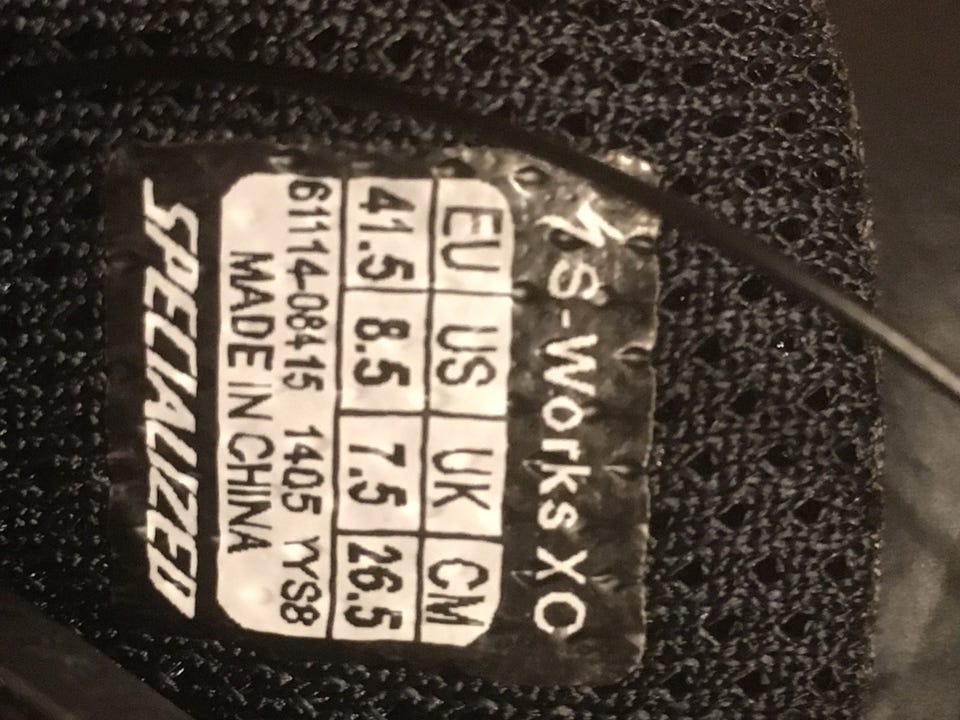 S-Works XC
EU US UK CM
41.5 8.5 7.5 26.5
61114-08415 1405 YYS8
MADE IN CHINA
SPECIALIZED